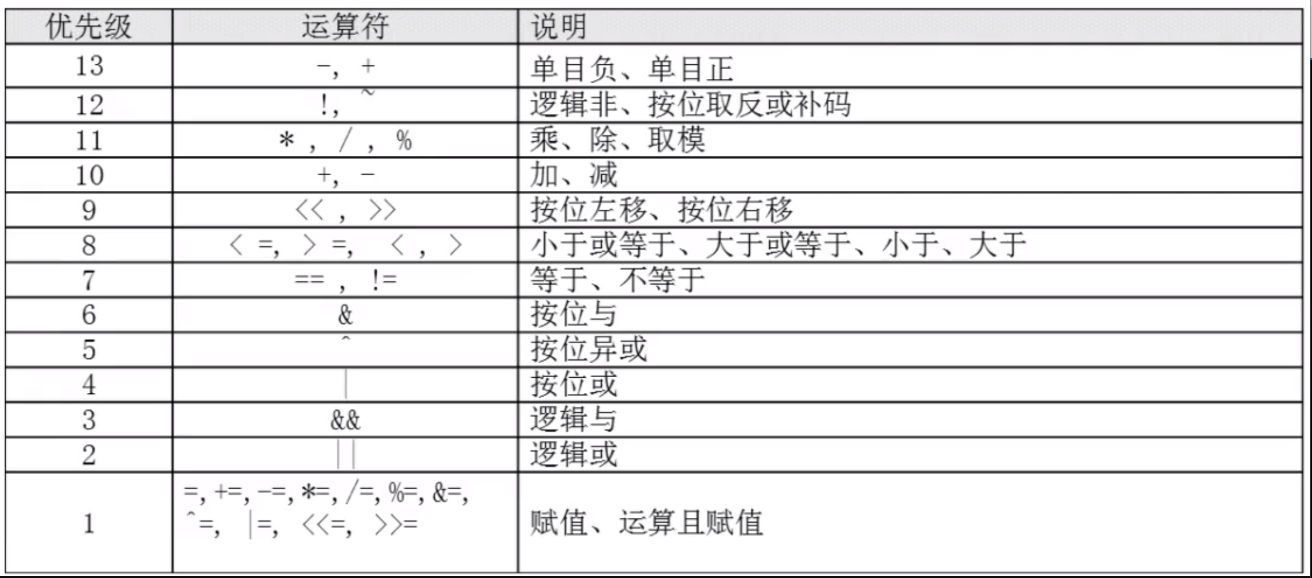 优先级 运算符 说明
13 -, + 单目负、单目正
12 !, ~ 逻辑非、按位取反或补码
11 * , / , % 乘、除、取模
10 +, - 加、减
9 << , >> 按位左移、按位右移
8 < =, > =, < , > 小于或等于、大于或等于、小于、大于
7 == , != 等于、不等于
6 & 按位与
5 ^ 按位异或
4 | 按位或
3 && 逻辑与
2 || 逻辑或
1 =, +=, -=, *=, /=, %=, &=,
^=, |=, <<=, >>= 赋值、运算且赋值